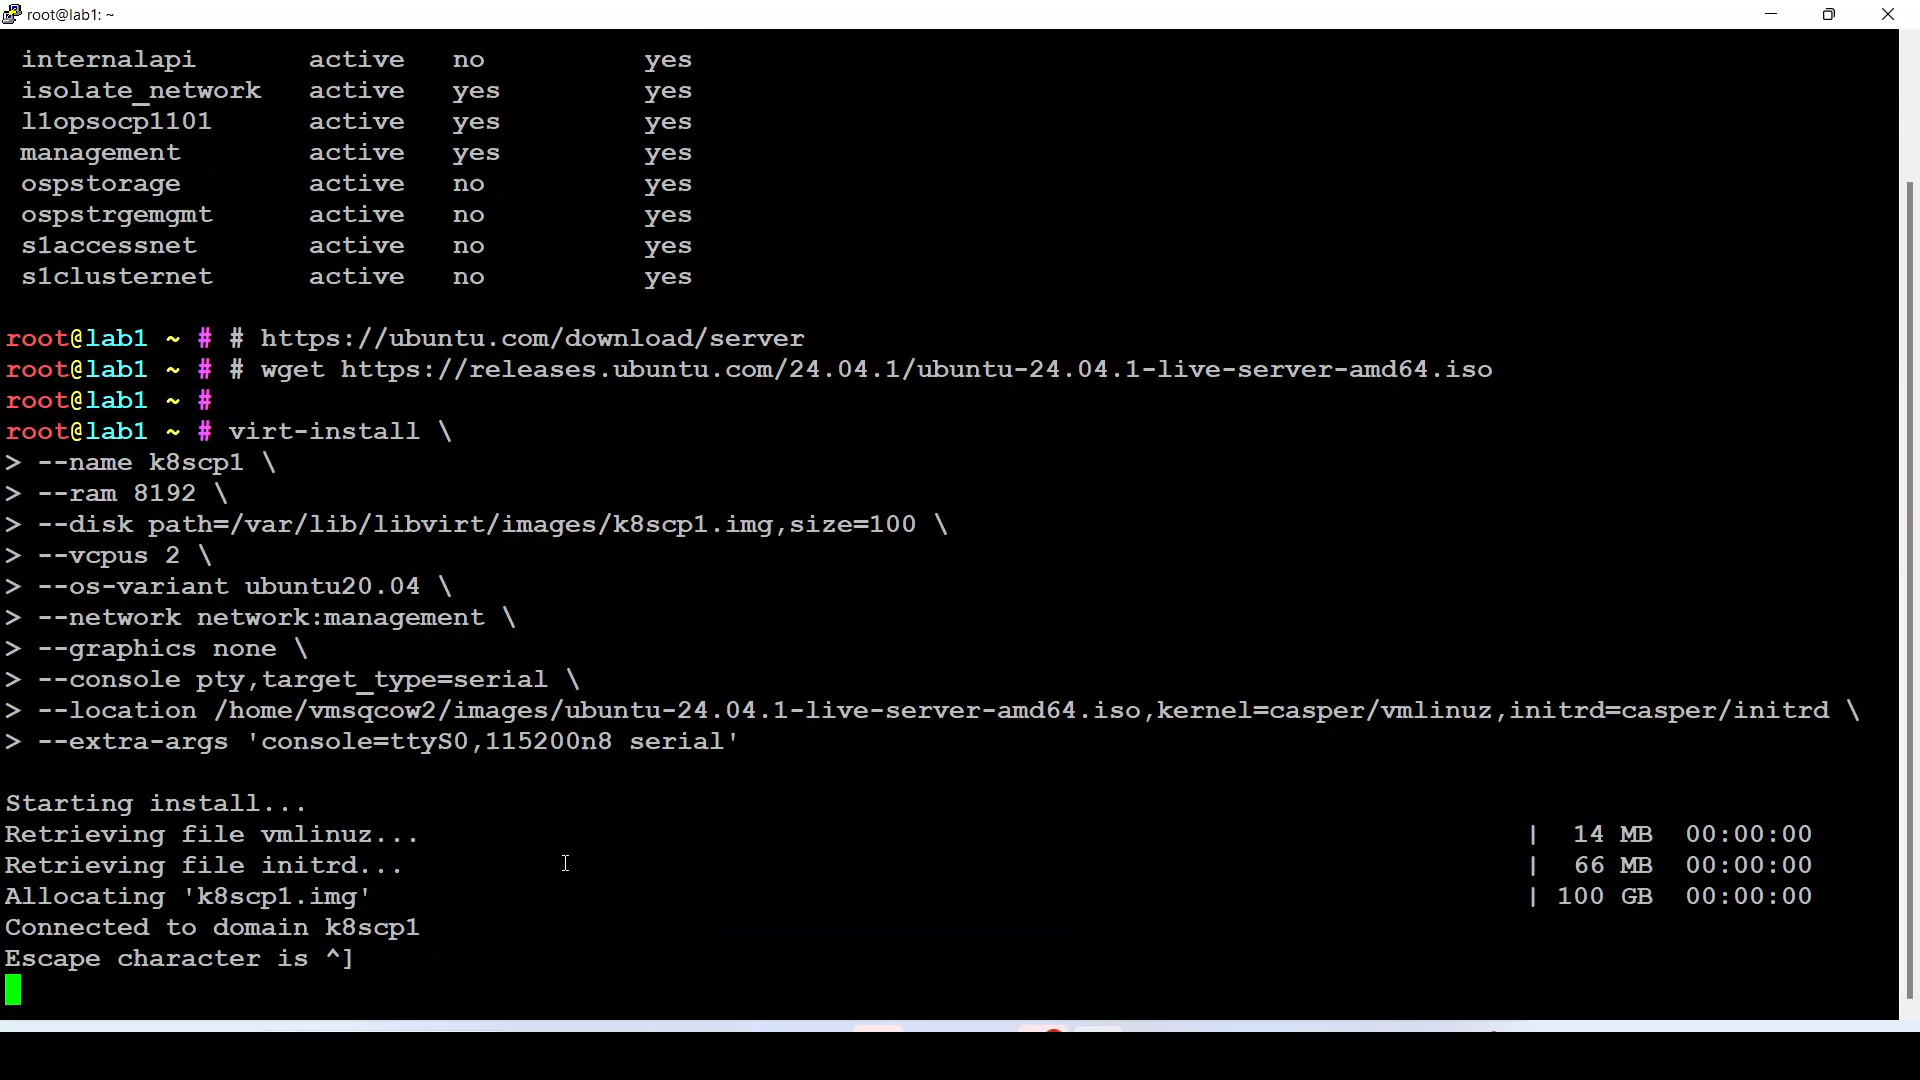 root@lab1: ~
internalapi active no yes
isolate_network active yes yes
l1opsocp1101 active yes yes
management active yes yes
ospstorage active no yes
ospstrgemgmt active no yes
s1accessnet active no yes
s1clusternet active no yes
root@lab1 ~ # # https://ubuntu.com/download/server
root@lab1 ~ # # wget https://releases.ubuntu.com/24.04.1/ubuntu-24.04.1-live-server-amd64.iso
root@lab1 ~ #
root@lab1 ~ # virt-install \
> --name k8scp1 \
> --ram 8192 \
> --disk path=/var/lib/libvirt/images/k8scp1.img,size=100 \
> --vcpus 2 \
> --os-variant ubuntu20.04 \
> --network network:management \
> --graphics none \
> --console pty,target_type=serial \
> --location /home/vmsqcow2/images/ubuntu-24.04.1-live-server-amd64.iso,kernel=casper/vmlinuz,initrd=casper/initrd \
> --extra-args 'console=ttyS0,115200n8 serial'
Starting install...
Retrieving file vmlinuz... | 14 MB 00:00:00
Retrieving file initrd... | 66 MB 00:00:00
Allocating 'k8scp1.img' | 100 GB 00:00:00
Connected to domain k8scp1
Escape character is ^]